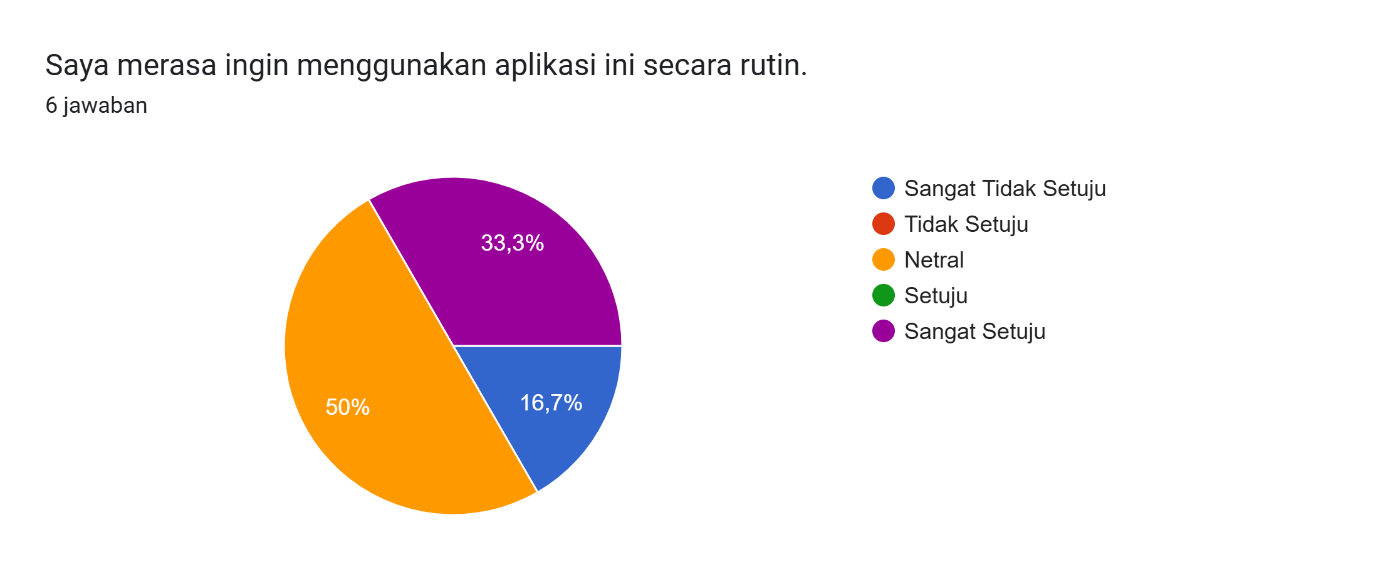 Saya merasa ingin menggunakan aplikasi ini secara rutin.
6 jawaban
33,3%
50%
16,7%
Sangat Tidak Setuju
Tidak Setuju
Netral
Setuju
Sangat Setuju